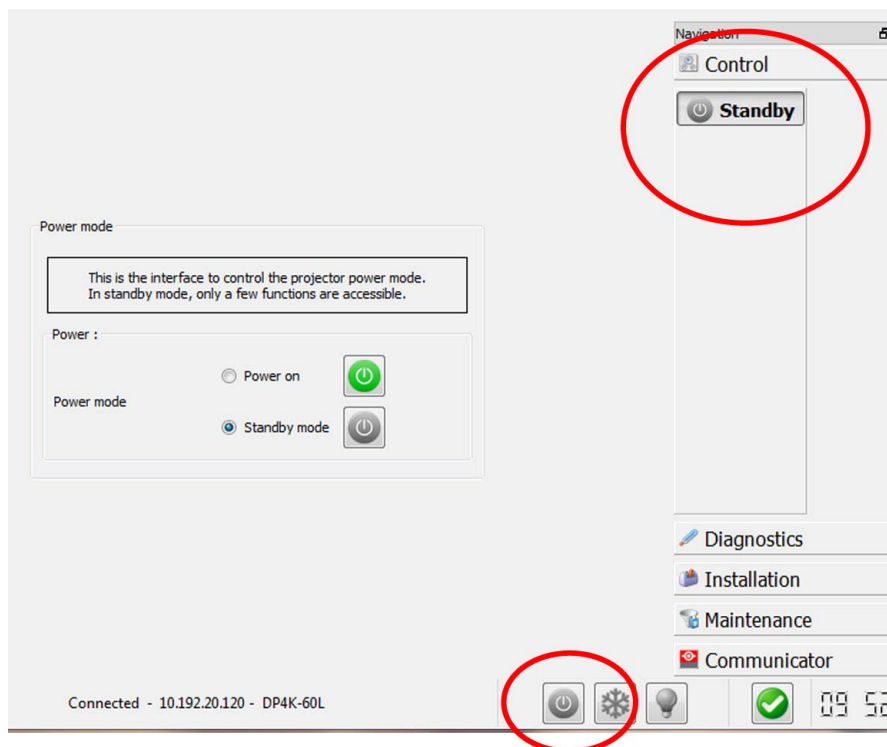 Navigation
Control
Standby
Power mode
This is the interface to control the projector power mode.
In standby mode, only a few functions are accessible.
Power :
Power on
Power mode
Standby mode
Diagnostics
Installation
Maintenance
Communicator
Connected - 10.192.20.120 - DP4K-60L
09 52